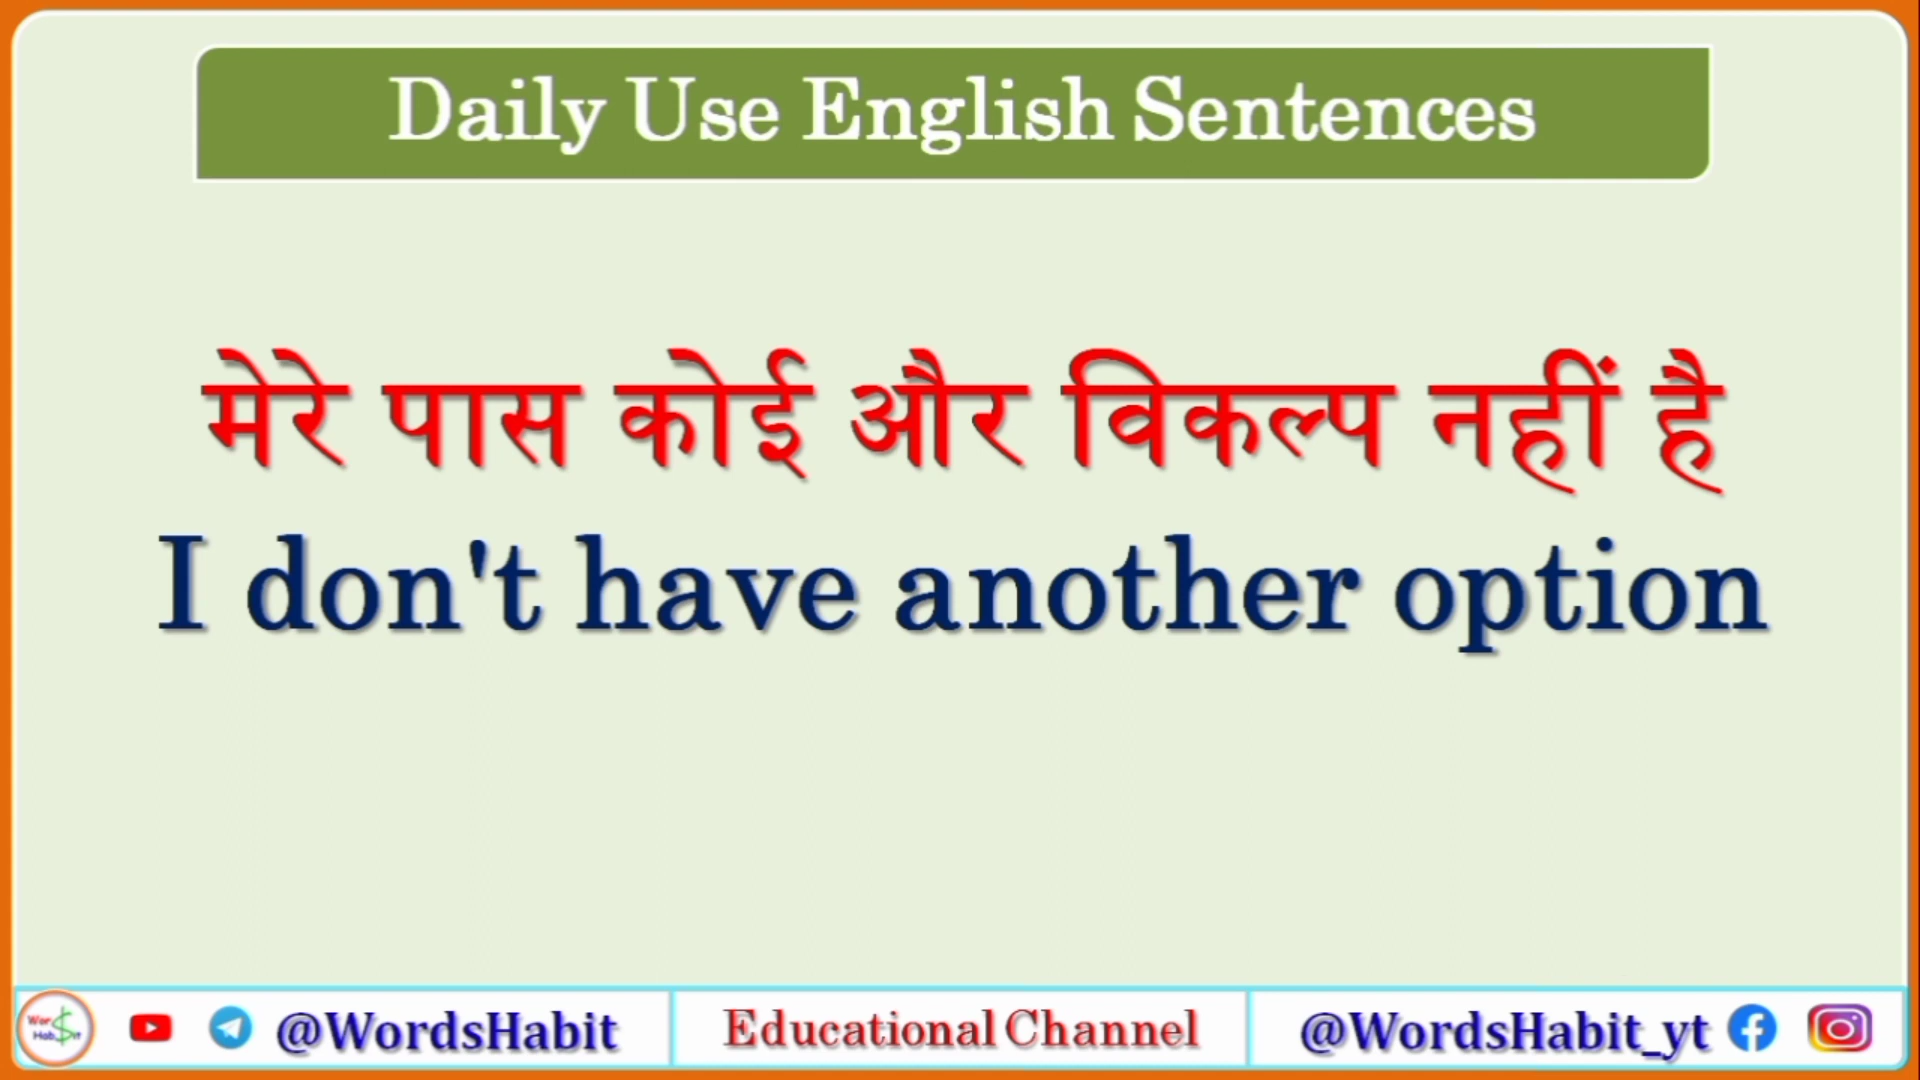 Daily Use English Sentences
मेरे पास कोई और विकल्प नहीं है
I don't have another option
@WordsHabit
Educational Channel
@WordsHabit_yt